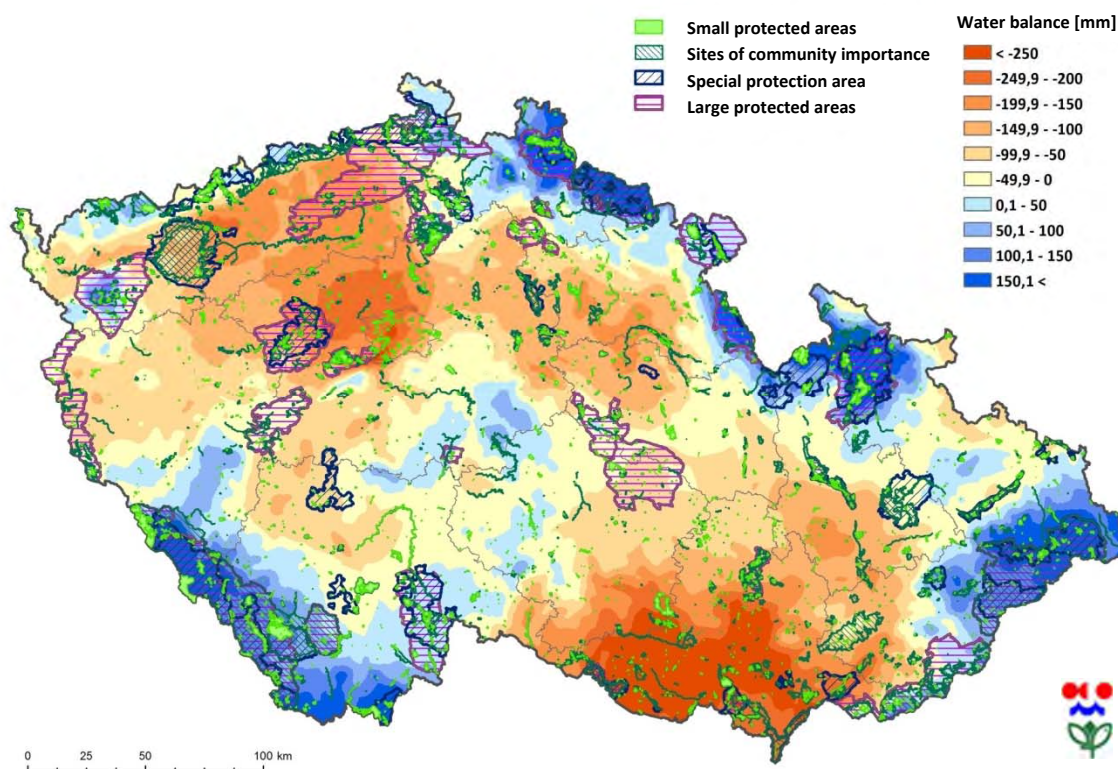 Small protected areas
Sites of community importance
Special protection area
Large protected areas
Water balance [mm]
< -250
-249,9 - -200
-199,9 - -150
-149,9 - -100
-99,9 - -50
-49,9 - 0
0,1 - 50
50,1 - 100
100,1 - 150
150,1 <
0 25 50 100 km